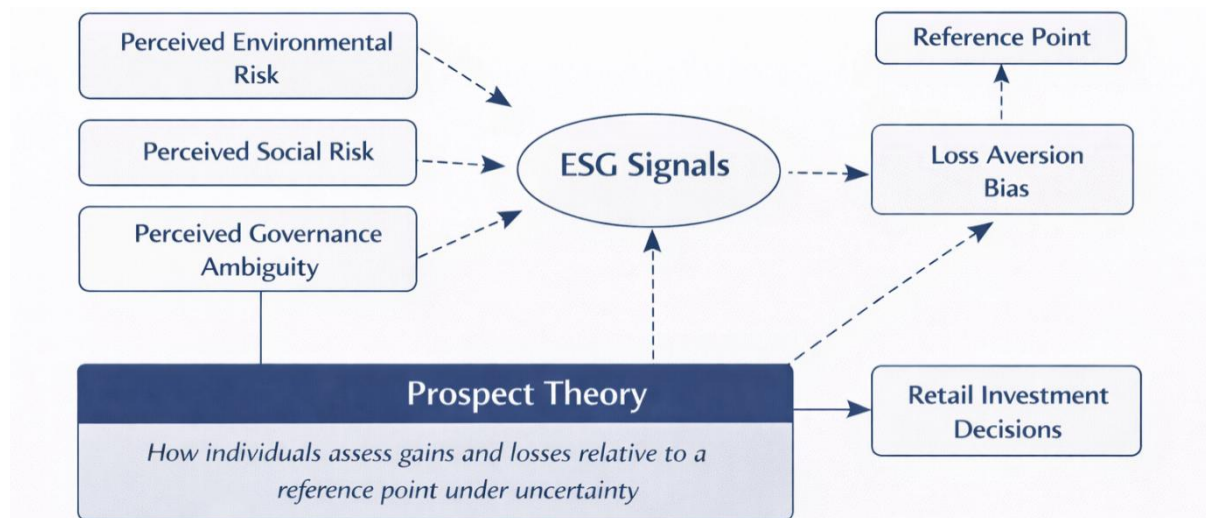 Perceived Environmental
Risk
Perceived Social Risk
Perceived Governance
Ambiguity
ESG Signals
Reference Point
Loss Aversion
Bias
Prospect Theory
How individuals assess gains and losses relative to a
reference point under uncertainty
Retail Investment
Decisions